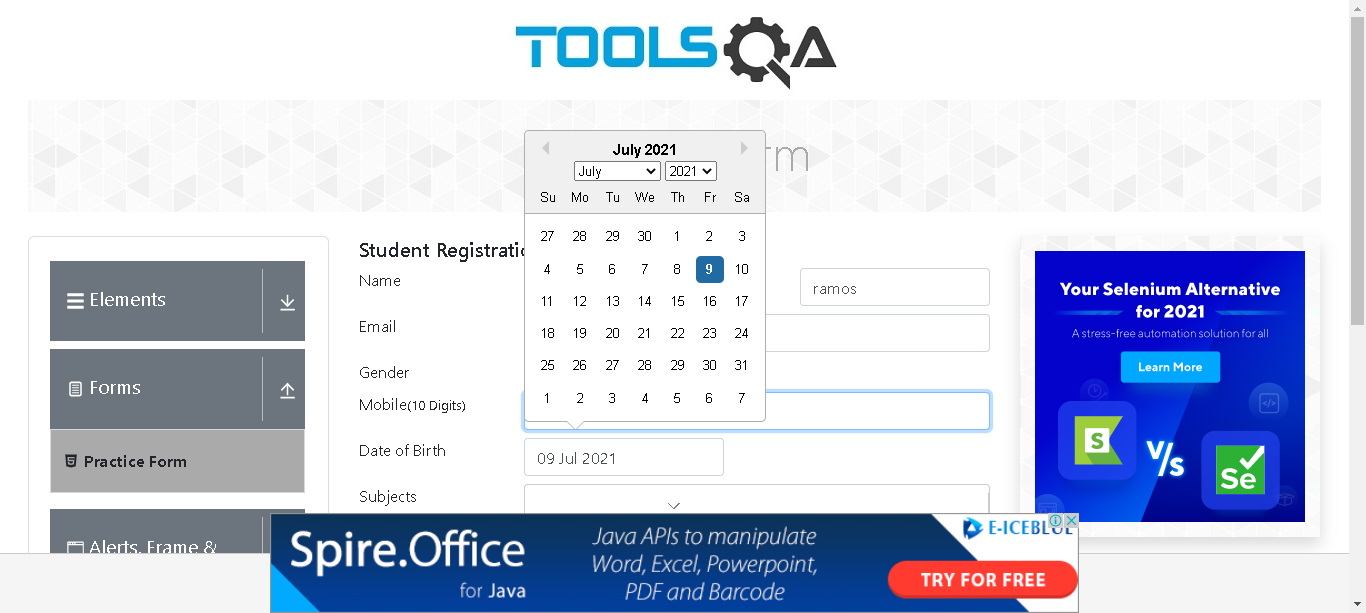 TOOLSQA
rm
July 2021
July 2021
Su Mo Tu We Th Fr Sa
27 28 29 30 1 2 3
4 5 6 7 8 9 10
11 12 13 14 15 16 17
18 19 20 21 22 23 24
25 26 27 28 29 30 31
1 2 3 4 5 6 7
Elements
Forms
Practice Form
Alerts, Frame &
Student Registratio
Name
ramos
Email
Gender
Mobile(10 Digits)
Date of Birth
09 Jul 2021
Subjects
Your Selenium Alternative
for 2021
A stress-free automation solution for all
Learn More
S
V/s
Se
Spire.Office
for Java
Java APIs to manipulate
Word, Excel, Powerpoint,
PDF and Barcode
E-ICEBLUE
TRY FOR FREE